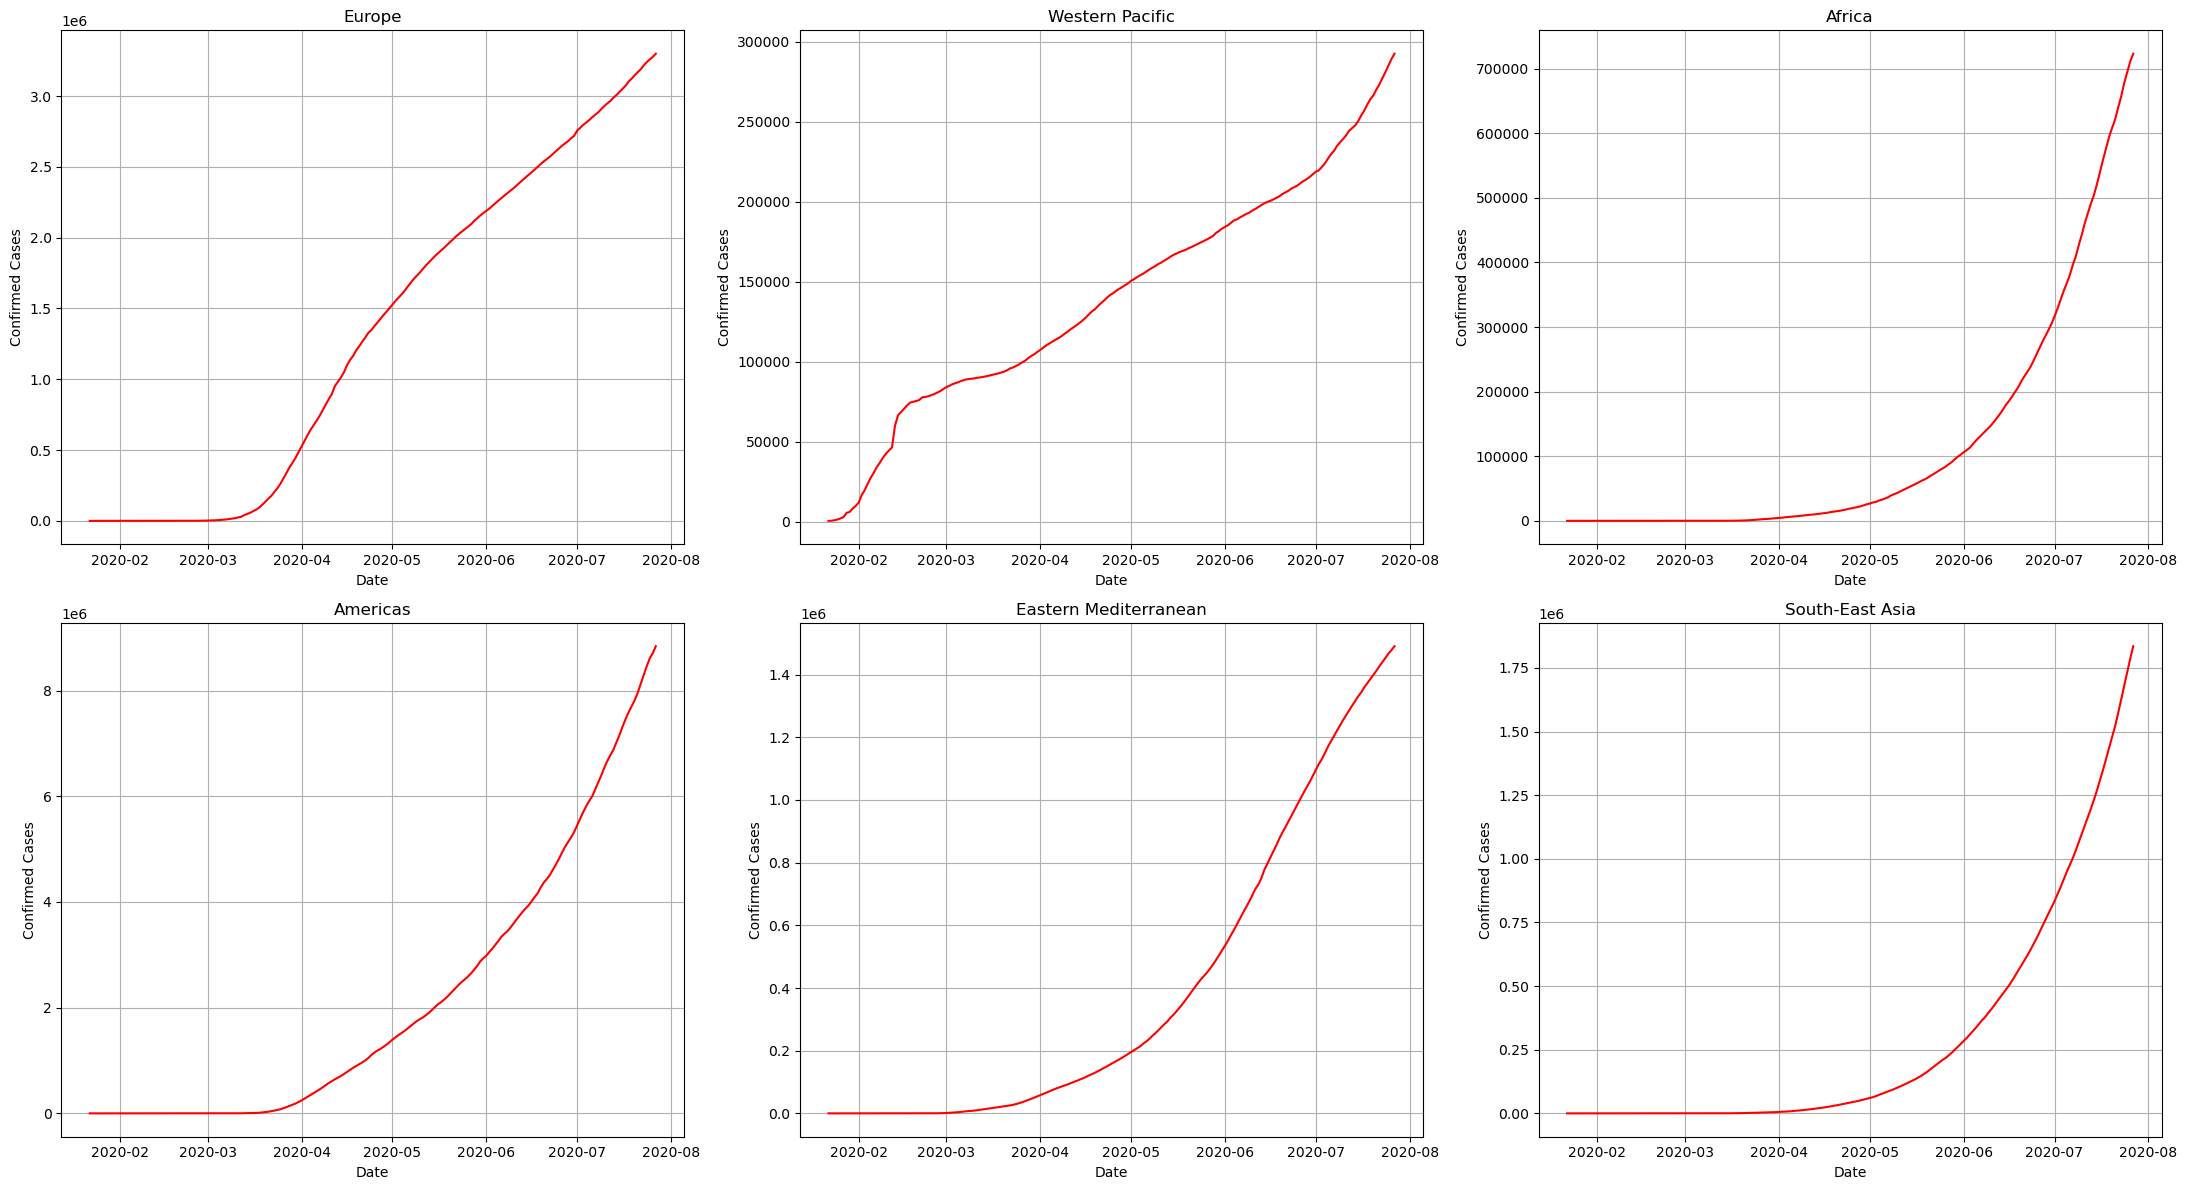 Europe
1e6
3.0
2.5
2.0
1.5
1.0
0.5
0.0
Confirmed Cases
2020-02 2020-03 2020-04 2020-05 2020-06 2020-07 2020-08
Date
Western Pacific
300000
250000
200000
150000
100000
50000
0
Confirmed Cases
2020-02 2020-03 2020-04 2020-05 2020-06 2020-07 2020-08
Date
Africa
700000
600000
500000
400000
300000
200000
100000
0
Confirmed Cases
2020-02 2020-03 2020-04 2020-05 2020-06 2020-07 2020-08
Date
Americas
1e6
8
6
4
2
0
Confirmed Cases
2020-02 2020-03 2020-04 2020-05 2020-06 2020-07 2020-08
Date
Eastern Mediterranean
1e6
1.4
1.2
1.0
0.8
0.6
0.4
0.2
0.0
Confirmed Cases
2020-02 2020-03 2020-04 2020-05 2020-06 2020-07 2020-08
Date
South-East Asia
1e6
1.75
1.50
1.25
1.00
0.75
0.50
0.25
0.00
Confirmed Cases
2020-02 2020-03 2020-04 2020-05 2020-06 2020-07 2020-08
Date